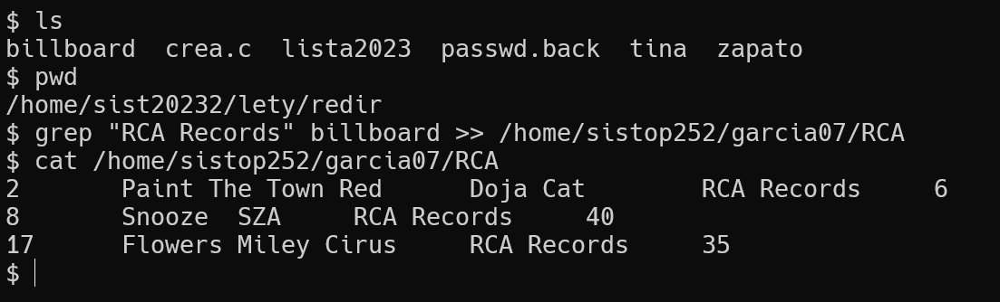 $ ls
billboard  crea.c  lista2023  passwd.back  tina  zapato
$ pwd
/home/sist20232/lety/redir
$ grep "RCA Records" billboard >> /home/sistop252/garcia07/RCA
$ cat /home/sistop252/garcia07/RCA
2       Paint The Town Red      Doja Cat        RCA Records     6
8       Snooze  SZA     RCA Records     40
17      Flowers Miley Cirus     RCA Records     35
$